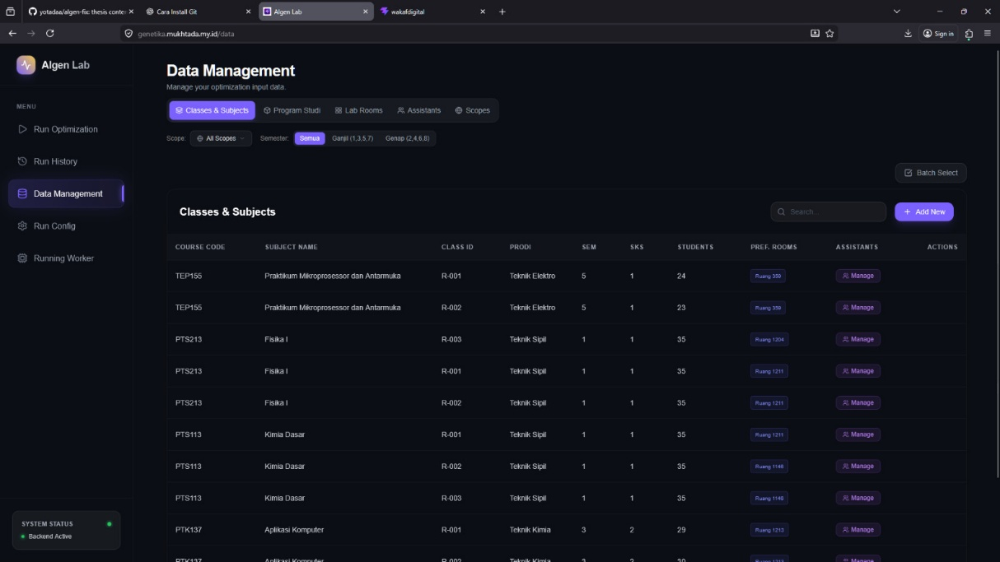 yotadaa/algen-fix: thesis conter
Cara Install Git
Algen Lab
wakafdigital
genetika.mukhtada.my.id/data
Sign in
Algen Lab
MENU
Run Optimization
Run History
Data Management
Run Config
Running Worker
SYSTEM STATUS
Backend Active
Data Management
Manage your optimization input data.
Classes & Subjects Program Studi Lab Rooms Assistants Scopes
Scope: All Scopes Semester: Semua Ganjil (1,3,5,7) Genap (2,4,6,8)
Batch Select
Classes & Subjects Search... Add New
COURSE CODE SUBJECT NAME CLASS ID PRODI SEM SKS STUDENTS PREF. ROOMS ASSISTANTS ACTIONS
TEP155 Praktikum Mikroprosessor dan Antarmuka R-001 Teknik Elektro 5 1 24 Ruang 359 Manage
TEP155 Praktikum Mikroprosessor dan Antarmuka R-002 Teknik Elektro 5 1 23 Ruang 359 Manage
PTS213 Fisika I R-003 Teknik Sipil 1 1 35 Ruang 1204 Manage
PTS213 Fisika I R-001 Teknik Sipil 1 1 35 Ruang 1211 Manage
PTS213 Fisika I R-002 Teknik Sipil 1 1 35 Ruang 1211 Manage
PTS113 Kimia Dasar R-001 Teknik Sipil 1 1 35 Ruang 1211 Manage
PTS113 Kimia Dasar R-002 Teknik Sipil 1 1 35 Ruang 1146 Manage
PTS113 Kimia Dasar R-003 Teknik Sipil 1 1 35 Ruang 1146 Manage
PTK137 Aplikasi Komputer R-001 Teknik Kimia 3 2 29 Ruang 1213 Manage
PTK137 Aplikasi Komputer R-002 Teknik Kimia 3 2 30 Ruang 1213 Manage